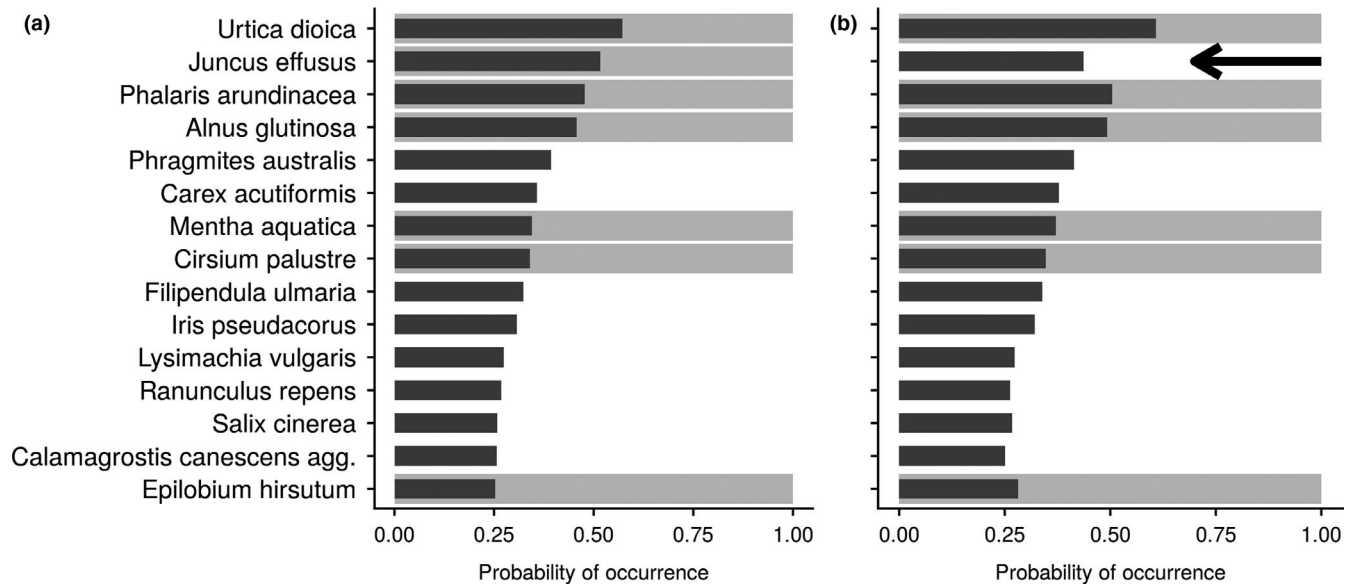 (a)
Urtica dioica
Juncus effusus
Phalaris arundinacea
Alnus glutinosa
Phragmites australis
Carex acutiformis
Mentha aquatica
Cirsium palustre
Filipendula ulmaria
Iris pseudacorus
Lysimachia vulgaris
Ranunculus repens
Salix cinerea
Calamagrostis canescens agg.
Epilobium hirsutum
0.00 0.25 0.50 0.75 1.00
Probability of occurrence
(b)
0.00 0.25 0.50 0.75 1.00
Probability of occurrence